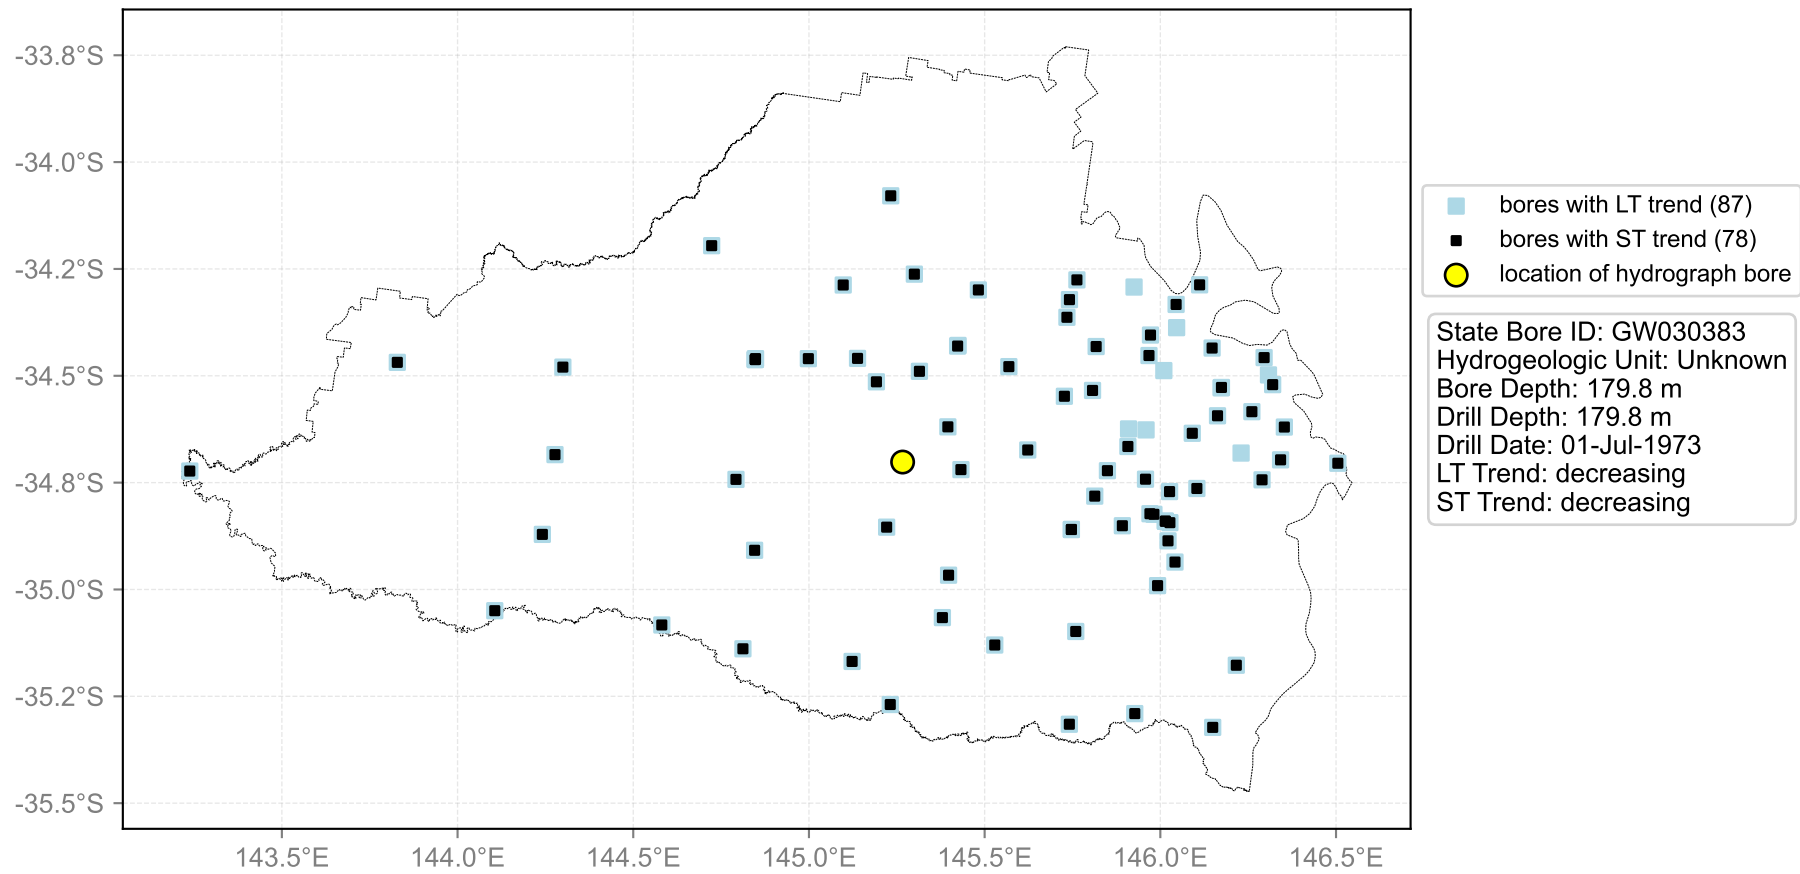 -33.8°S
-34.0°S
-34.2°S
-34.5°S
-34.8°S
-35.0°S
-35.2°S
-35.5°S
143.5°E 144.0°E 144.5°E 145.0°E 145.5°E 146.0°E 146.5°E
bores with LT trend (87)
bores with ST trend (78)
location of hydrograph bore
State Bore ID: GW030383
Hydrogeologic Unit: Unknown
Bore Depth: 179.8 m
Drill Depth: 179.8 m
Drill Date: 01-Jul-1973
LT Trend: decreasing
ST Trend: decreasing